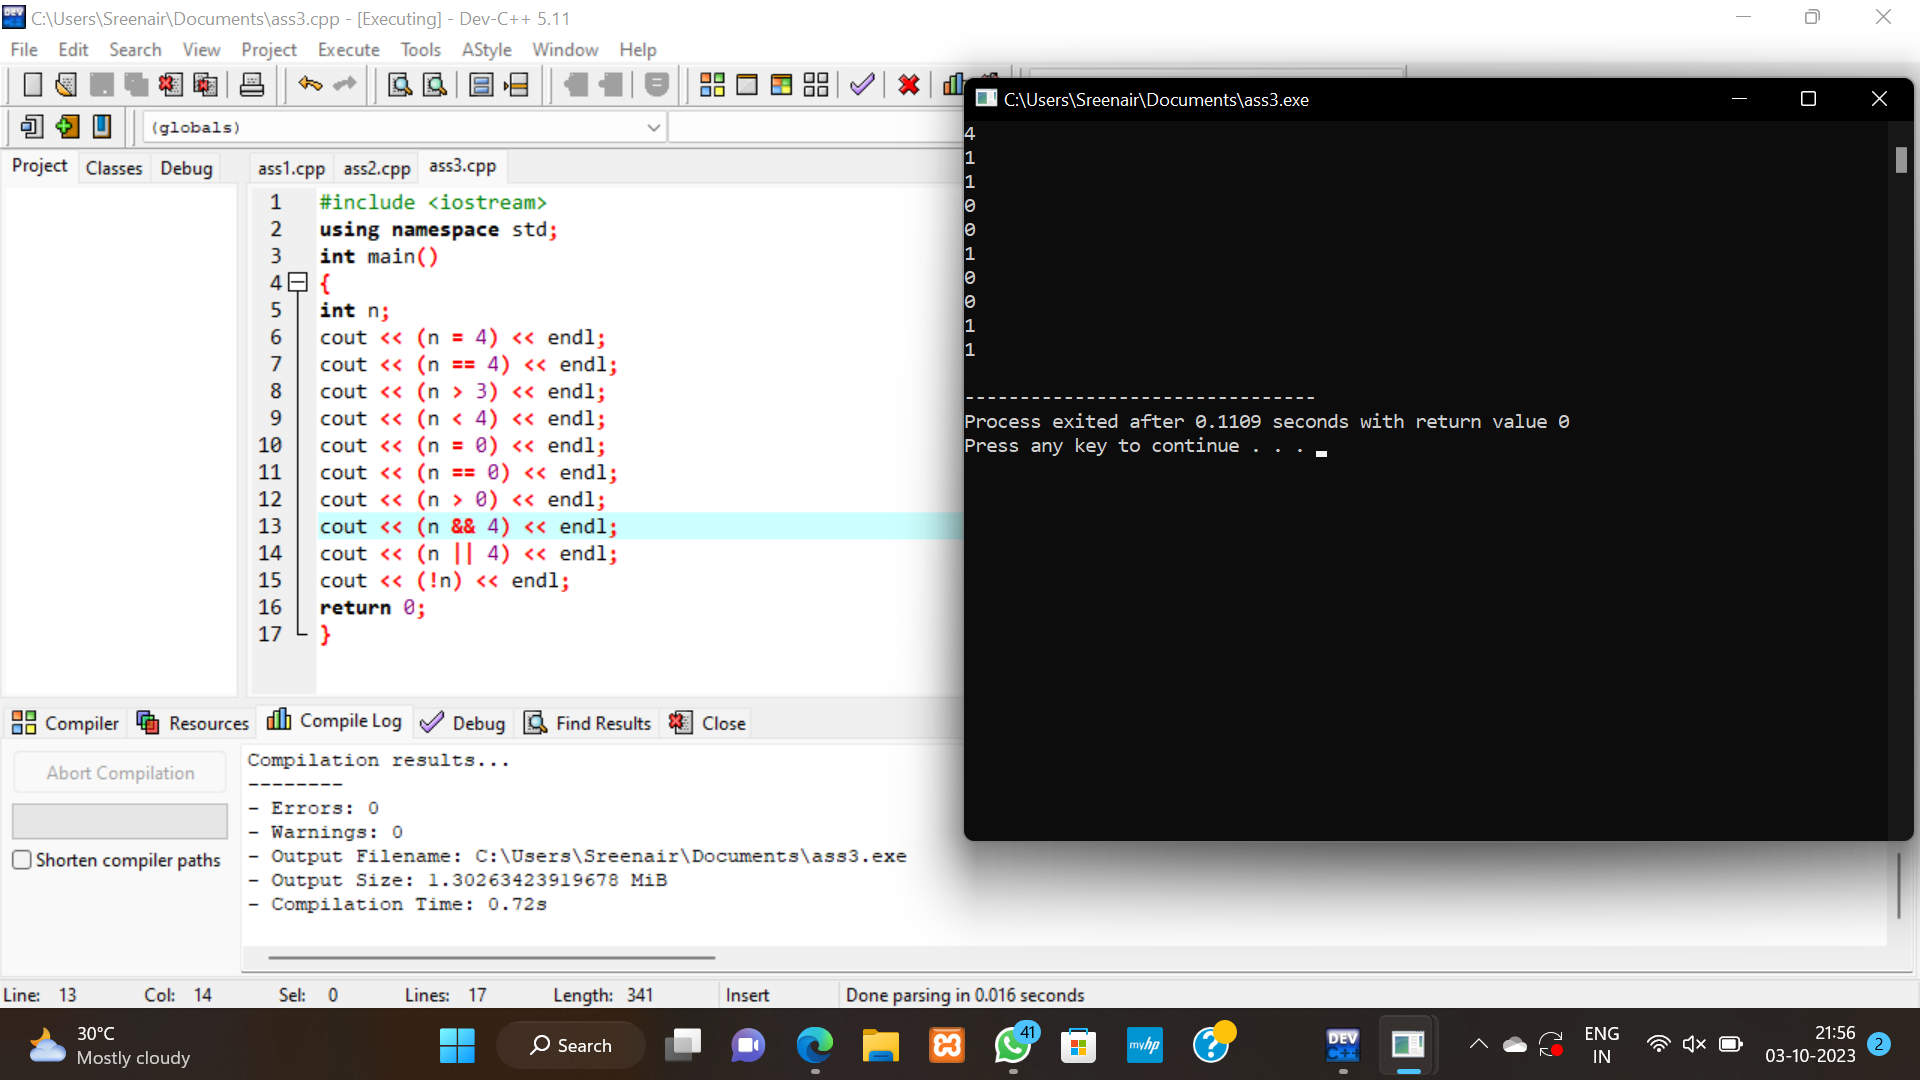 C:\Users\Sreenair\Documents\ass3.cpp - [Executing] - Dev-C++ 5.11
File Edit Search View Project Execute Tools AStyle Window Help
(globals)
Project Classes Debug
ass1.cpp ass2.cpp ass3.cpp
1 #include <iostream>
2 using namespace std;
3 int main()
4 {
5 int n;
6 cout << (n = 4) << endl;
7 cout << (n == 4) << endl;
8 cout << (n > 3) << endl;
9 cout << (n < 4) << endl;
10 cout << (n = 0) << endl;
11 cout << (n == 0) << endl;
12 cout << (n > 0) << endl;
13 cout << (n && 4) << endl;
14 cout << (n || 4) << endl;
15 cout << (!n) << endl;
16 return 0;
17 }
C:\Users\Sreenair\Documents\ass3.exe
4
1
1
0
0
1
0
0
1
1
--------------------------------
Process exited after 0.1109 seconds with return value 0
Press any key to continue . . .
Compiler Resources Compile Log Debug Find Results Close
Abort Compilation
Shorten compiler paths
Compilation results...
--------
- Errors: 0
- Warnings: 0
- Output Filename: C:\Users\Sreenair\Documents\ass3.exe
- Output Size: 1.30263423919678 MiB
- Compilation Time: 0.72s
Line: 13 Col: 14 Sel: 0 Lines: 17 Length: 341 Insert Done parsing in 0.016 seconds
30°C
Mostly cloudy
Search
41
myhp
DEV
C++
ENG
IN
21:56
03-10-2023
2